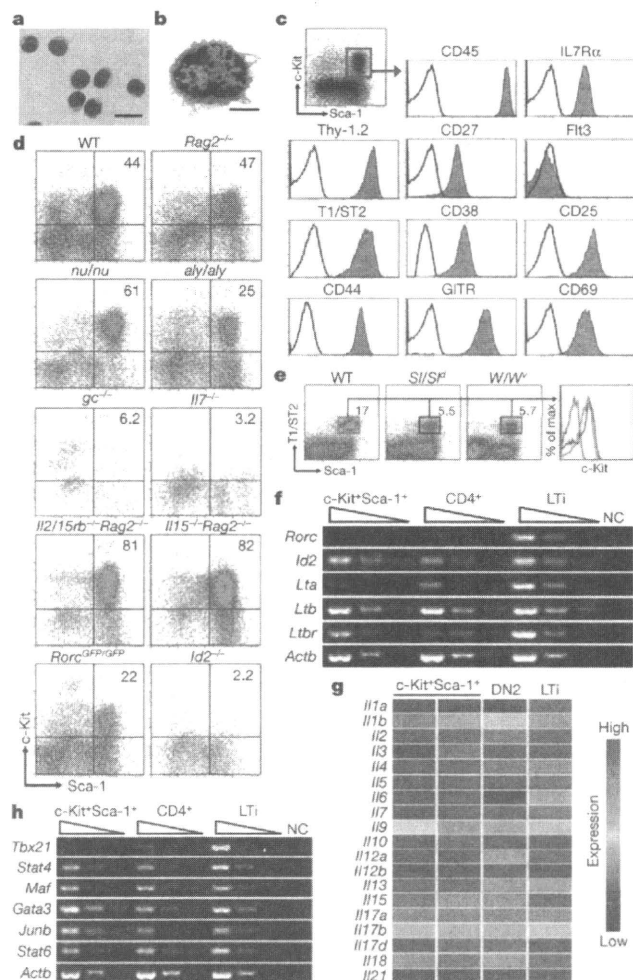 a
b
c
c-Kit
Sca-1
CD45
IL7Rα
Thy-1.2
CD27
Flt3
T1/ST2
CD38
CD25
CD44
GITR
CD69
d
WT
Rag2⁻/⁻
44
47
nu/nu
aly/aly
61
25
gc⁻/⁻
Il7⁻/⁻
6.2
3.2
Il2/15rb⁻/⁻Rag2⁻/⁻
Il15⁻/⁻Rag2⁻/⁻
81
82
Rorc^GFP/GFP
Id2⁻/⁻
22
2.2
c-Kit
Sca-1
e
WT
Sl/Slᵈ
W/Wᵛ
17
5.5
5.7
T1/ST2
Sca-1
% of max
c-Kit
f
c-Kit⁺Sca-1⁺
CD4⁺
LTi
NC
Rorc
Id2
Lta
Ltb
Ltbr
Actb
g
c-Kit⁺Sca-1⁺
DN2
LTi
Il1a
Il1b
Il2
Il3
Il4
Il5
Il6
Il7
Il9
Il10
Il12a
Il12b
Il13
Il15
Il17a
Il17b
Il17d
Il18
Il21
High
Expression
Low
h
c-Kit⁺Sca-1⁺
CD4⁺
LTi
NC
Tbx21
Stat4
Maf
Gata3
Junb
Stat6
Actb